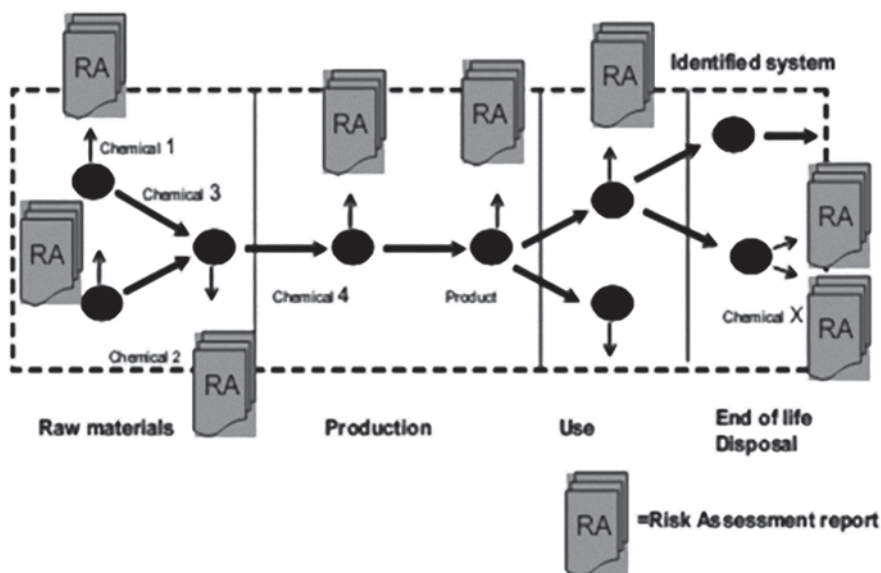 RA
RA
RA
RA
Identified system
Chemical 1
Chemical 3
RA
RA
Chemical 4
Product
Chemical X
RA
Chemical 2
RA
Raw materials
Production
Use
End of life
Disposal
RA
=Risk Assessment report